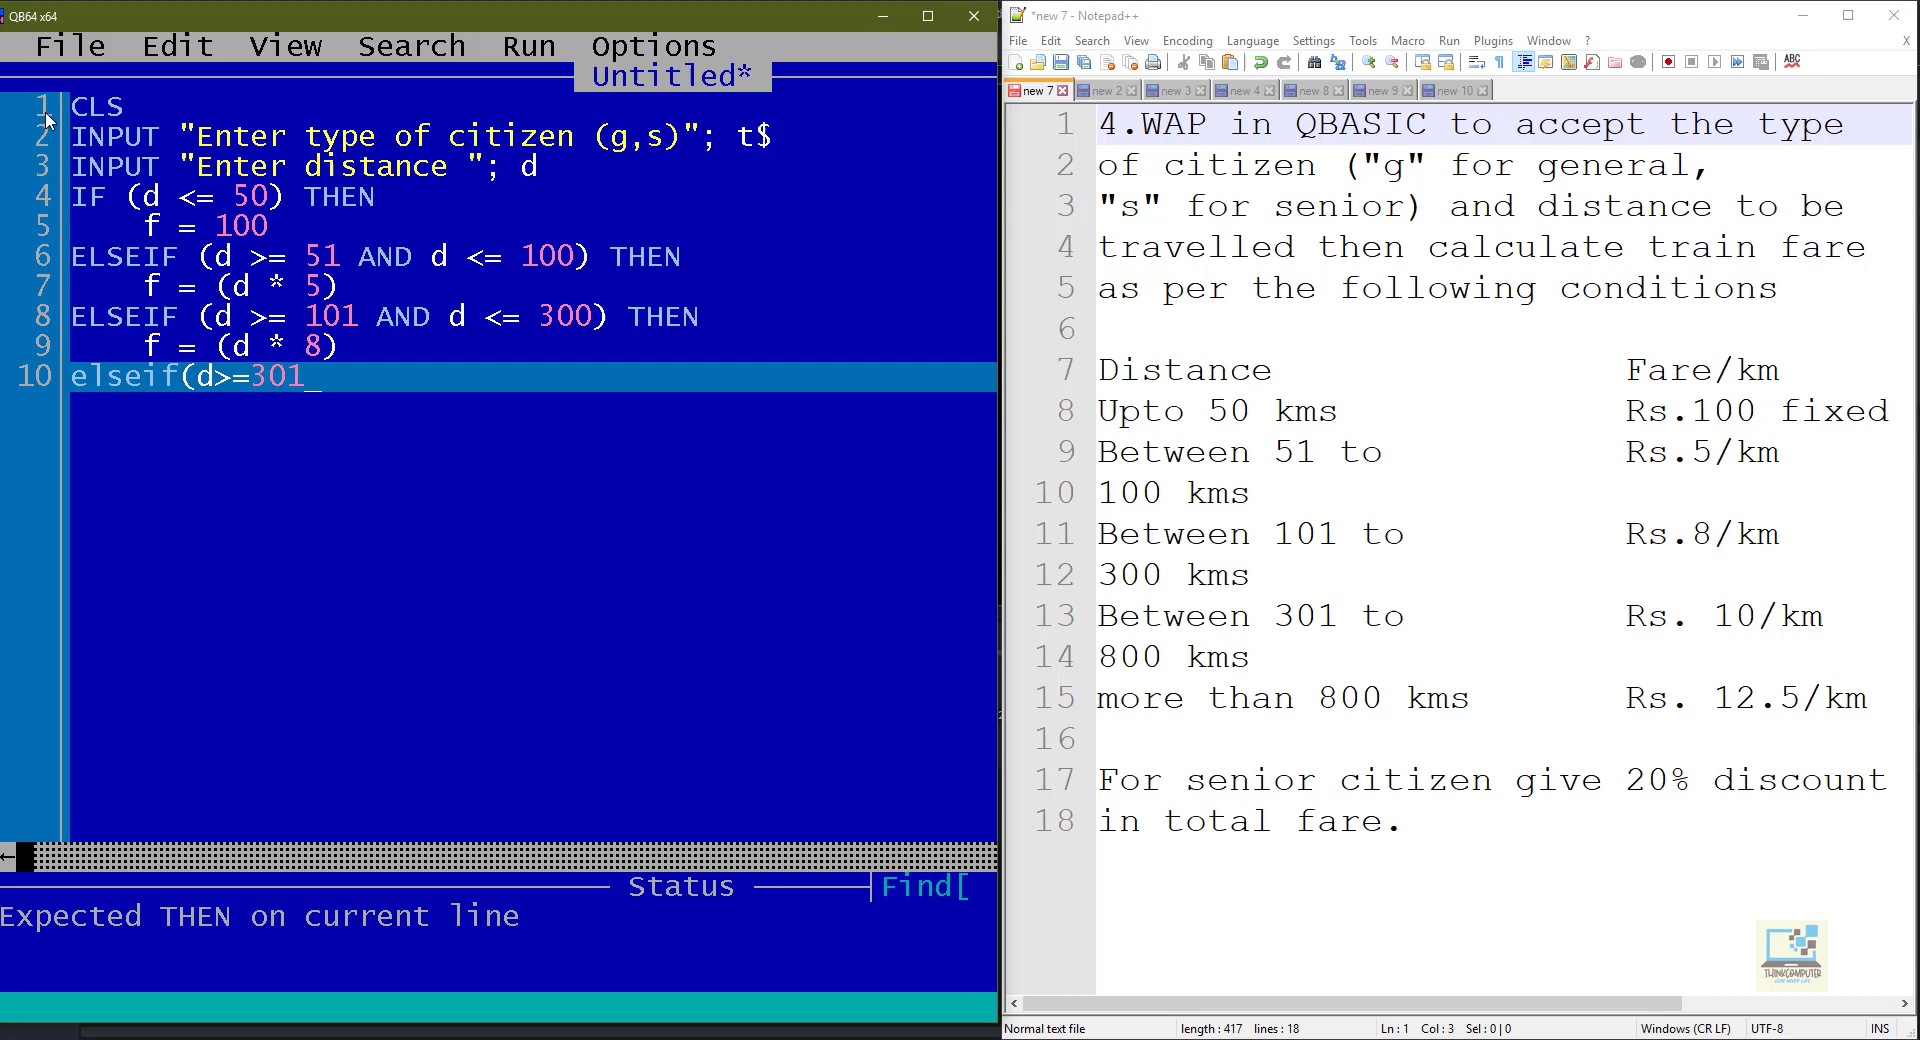 QB64 x64
File Edit View Search Run Options
Untitled*
1 CLS
2 INPUT "Enter type of citizen (g,s)"; t$
3 INPUT "Enter distance "; d
4 IF (d <= 50) THEN
5 f = 100
6 ELSEIF (d >= 51 AND d <= 100) THEN
7 f = (d * 5)
8 ELSEIF (d >= 101 AND d <= 300) THEN
9 f = (d * 8)
10 elseif(d>=301_
Status Find[
Expected THEN on current line
*new 7 - Notepad++
File Edit Search View Encoding Language Settings Tools Macro Run Plugins Window ? X
ABC
new 7 new 2 new 3 new 4 new 8 new 9 new 10
1 4.WAP in QBASIC to accept the type
2 of citizen ("g" for general,
3 "s" for senior) and distance to be
4 travelled then calculate train fare
5 as per the following conditions
6
7 Distance Fare/km
8 Upto 50 kms Rs.100 fixed
9 Between 51 to Rs.5/km
10 100 kms
11 Between 101 to Rs.8/km
12 300 kms
13 Between 301 to Rs. 10/km
14 800 kms
15 more than 800 kms Rs. 12.5/km
16
17 For senior citizen give 20% discount
18 in total fare.
THINKCOMPUTER
Normal text file length : 417 lines : 18 Ln : 1 Col : 3 Sel : 0 | 0 Windows (CR LF) UTF-8 INS